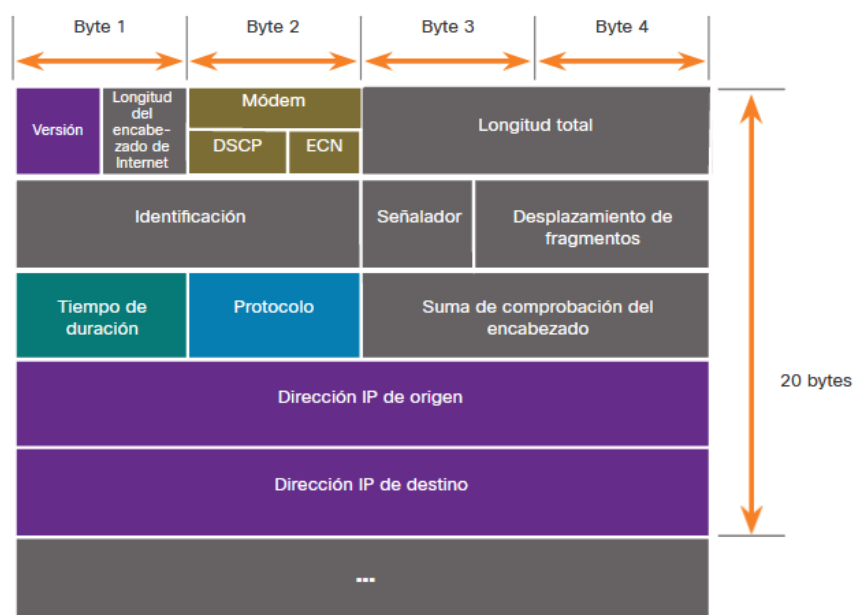 Byte 1
Byte 2
Byte 3
Byte 4
Versión
Longitud
del
encabe-
zado de
Internet
Módem
DSCP
ECN
Longitud total
Identificación
Señalador
Desplazamiento de
fragmentos
Tiempo de
duración
Protocolo
Suma de comprobación del
encabezado
Dirección IP de origen
Dirección IP de destino
...
20 bytes